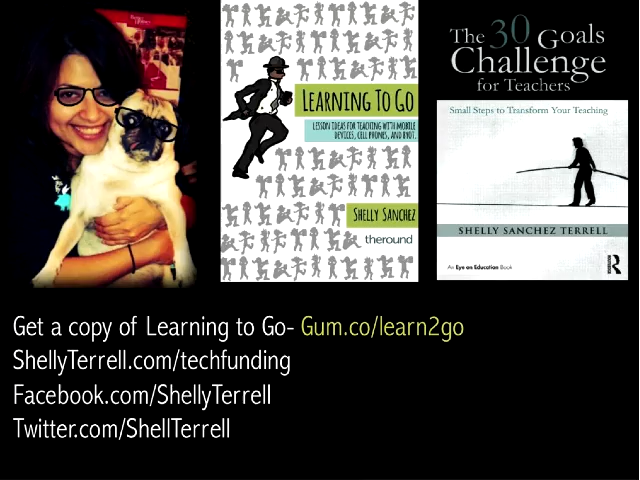 LEARNING TO GO
LESSON IDEAS FOR TEACHING WITH MOBILE
DEVICES, CELL PHONES, AND BYOT.
SHELLY SANCHEZ
theround
The 30 Goals
Challenge
for Teachers
Small Steps to Transform Your Teaching
SHELLY SANCHEZ TERRELL
An Eye on Education Book
R
Get a copy of Learning to Go- Gum.co/learn2go
ShellyTerrell.com/techfunding
Facebook.com/ShellyTerrell
Twitter.com/ShellTerrell